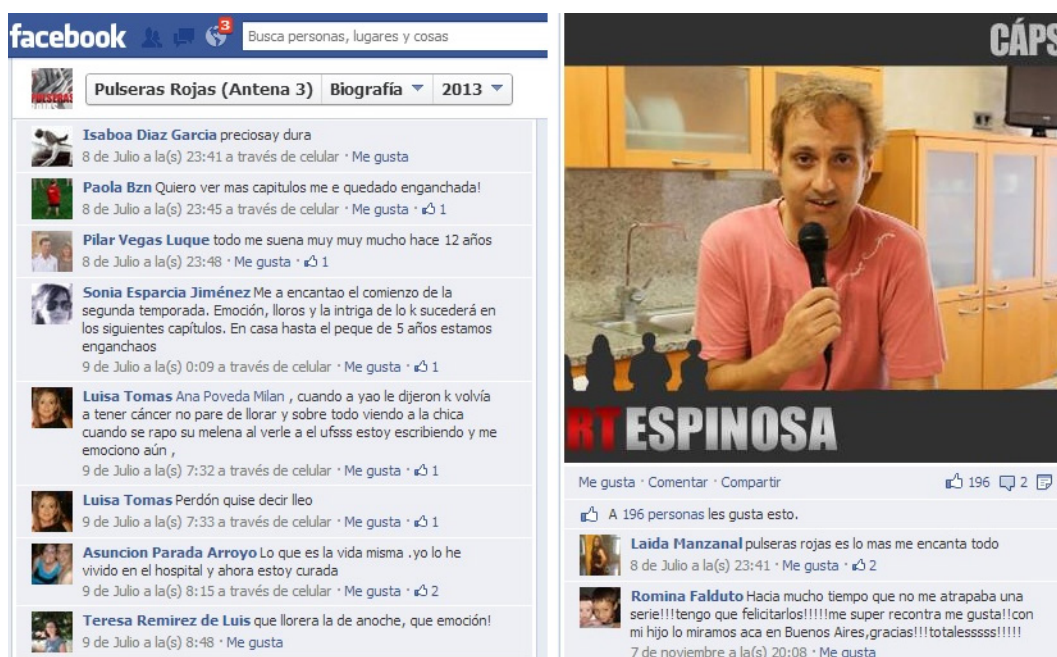 facebook
3
Busca personas, lugares y cosas
PULSERAS
Pulseras Rojas (Antena 3) Biografía 2013
Isaboa Diaz Garcia preciosay dura
8 de Julio a la(s) 23:41 a través de celular · Me gusta
Paola Bzn Quiero ver mas capitulos me e quedado enganchada!
8 de Julio a la(s) 23:45 a través de celular · Me gusta · 1
Pilar Vegas Luque todo me suena muy muy mucho hace 12 años
8 de Julio a la(s) 23:48 · Me gusta · 1
Sonia Esparcia Jiménez Me a encantao el comienzo de la
segunda temporada. Emoción, lloros y la intriga de lo k sucederá en
los siguientes capítulos. En casa hasta el peque de 5 años estamos
enganchaos
9 de Julio a la(s) 0:09 a través de celular · Me gusta · 1
Luisa Tomas Ana Poveda Milan , cuando a yao le dijeron k volvía
a tener cáncer no pare de llorar y sobre todo viendo a la chica
cuando se rapo su melena al verle a el ufsss estoy escribiendo y me
emociono aún ,
9 de Julio a la(s) 7:32 a través de celular · Me gusta · 1
Luisa Tomas Perdón quise decir lleo
9 de Julio a la(s) 7:33 a través de celular · Me gusta · 1
Asuncion Parada Arroyo Lo que es la vida misma .yo lo he
vivido en el hospital y ahora estoy curada
9 de Julio a la(s) 8:15 a través de celular · Me gusta · 2
Teresa Remirez de Luis que llorera la de anoche, que emoción!
9 de Julio a la(s) 8:48 · Me gusta
CÁPS
RT ESPINOSA
Me gusta · Comentar · Compartir 196 2
A 196 personas les gusta esto.
Laida Manzanal pulseras rojas es lo mas me encanta todo
8 de Julio a la(s) 23:41 · Me gusta · 2
Romina Falduto Hacia mucho tiempo que no me atrapaba una
serie!!!tengo que felicitarlos!!!!!me super recontra me gusta!!con
mi hijo lo miramos aca en Buenos Aires,gracias!!!totalesssss!!!!!
7 de noviembre a la(s) 20:08 · Me gusta